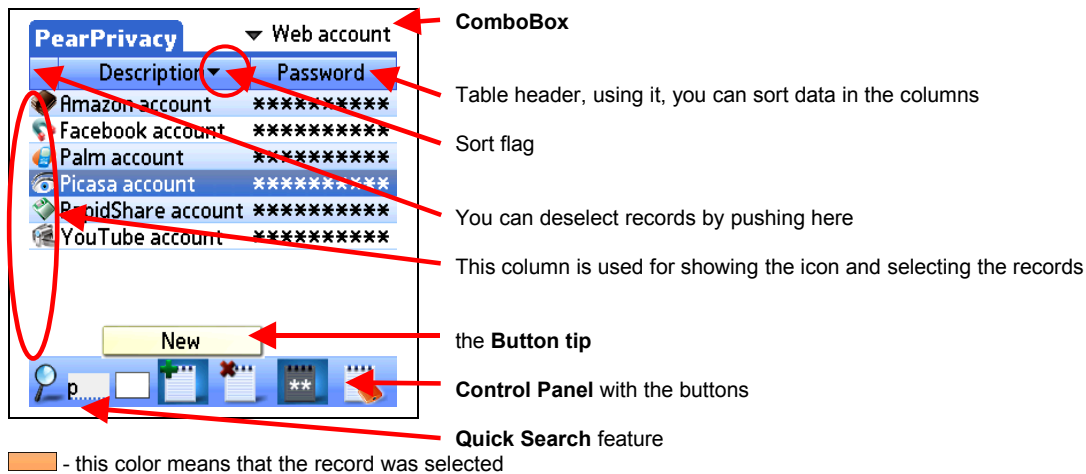 PearPrivacy Web account
ComboBox
Description Password
Table header, using it, you can sort data in the columns
Amazon account **********
Facebook account **********
Sort flag
Palm account **********
Picasa account **********
RapidShare account **********
You can deselect records by pushing here
YouTube account **********
This column is used for showing the icon and selecting the records
New
the Button tip
p
**
Control Panel with the buttons
Quick Search feature
- this color means that the record was selected